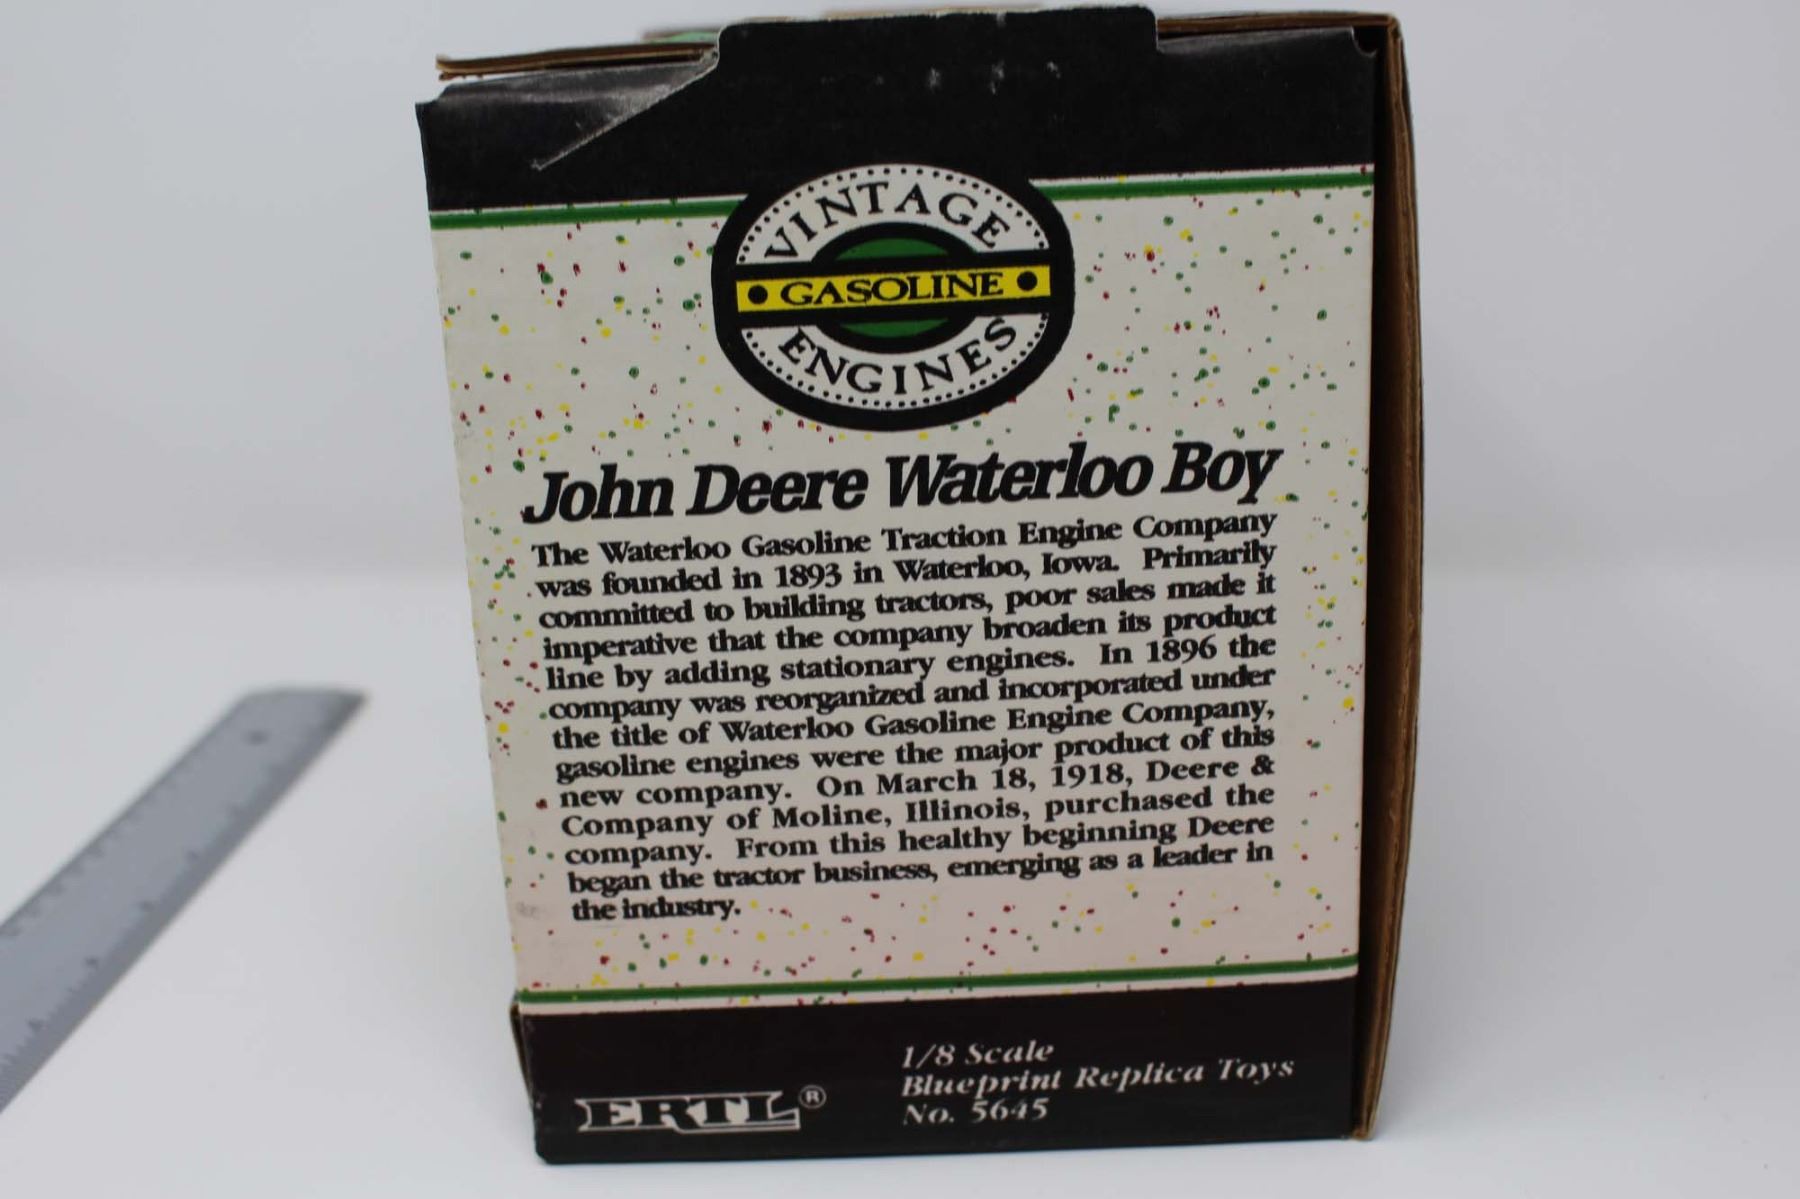 VINTAGE
• GASOLINE •
ENGINES
John Deere Waterloo Boy
The Waterloo Gasoline Traction Engine Company
was founded in 1893 in Waterloo, Iowa. Primarily
committed to building tractors, poor sales made it
imperative that the company broaden its product
line by adding stationary engines. In 1896 the
company was reorganized and incorporated under
the title of Waterloo Gasoline Engine Company,
gasoline engines were the major product of this
new company. On March 18, 1918, Deere &
Company of Moline, Illinois, purchased the
company. From this healthy beginning Deere
began the tractor business, emerging as a leader in
the industry.
1/8 Scale
Blueprint Replica Toys
No. 5645
ERTL®